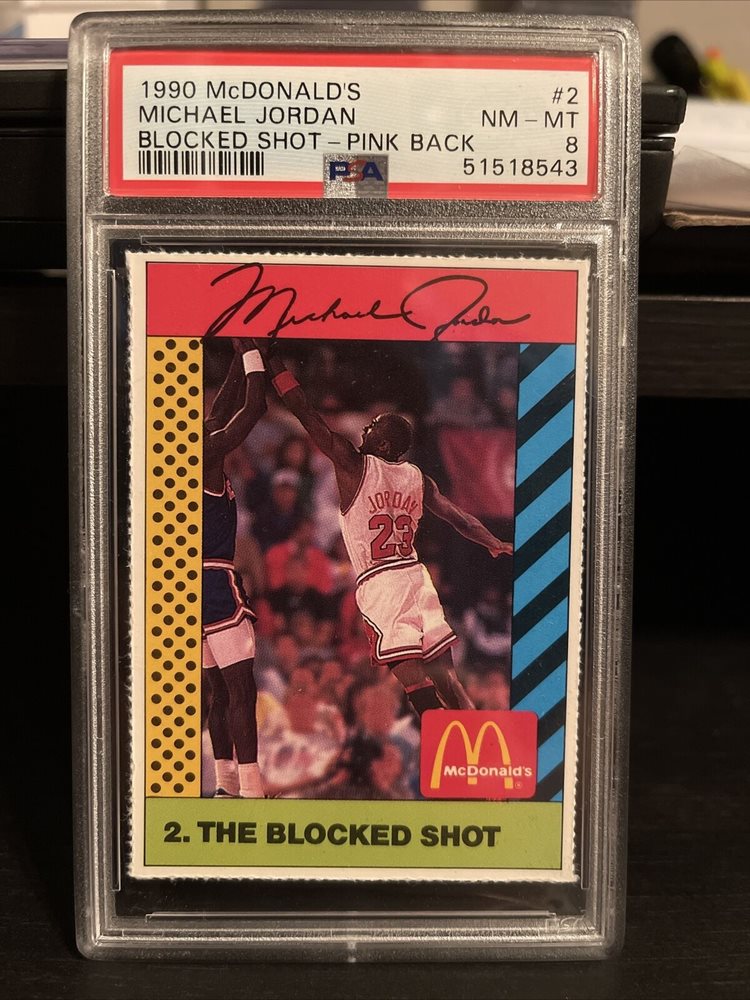 1990 McDONALD'S #2
MICHAEL JORDAN NM – MT
BLOCKED SHOT – PINK BACK 8
PSA 51518543
Michael Jordan
JORDAN
23
McDonald's
2. THE BLOCKED SHOT